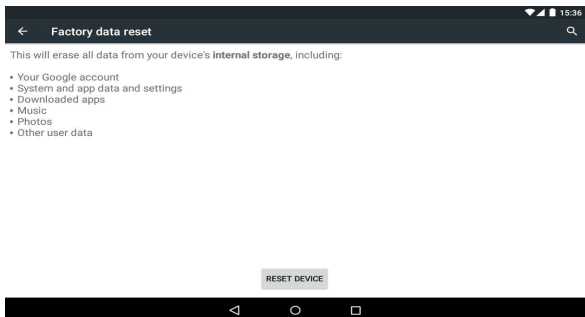 15:36
Factory data reset
This will erase all data from your device's internal storage, including:
• Your Google account
• System and app data and settings
• Downloaded apps
• Music
• Photos
• Other user data
RESET DEVICE